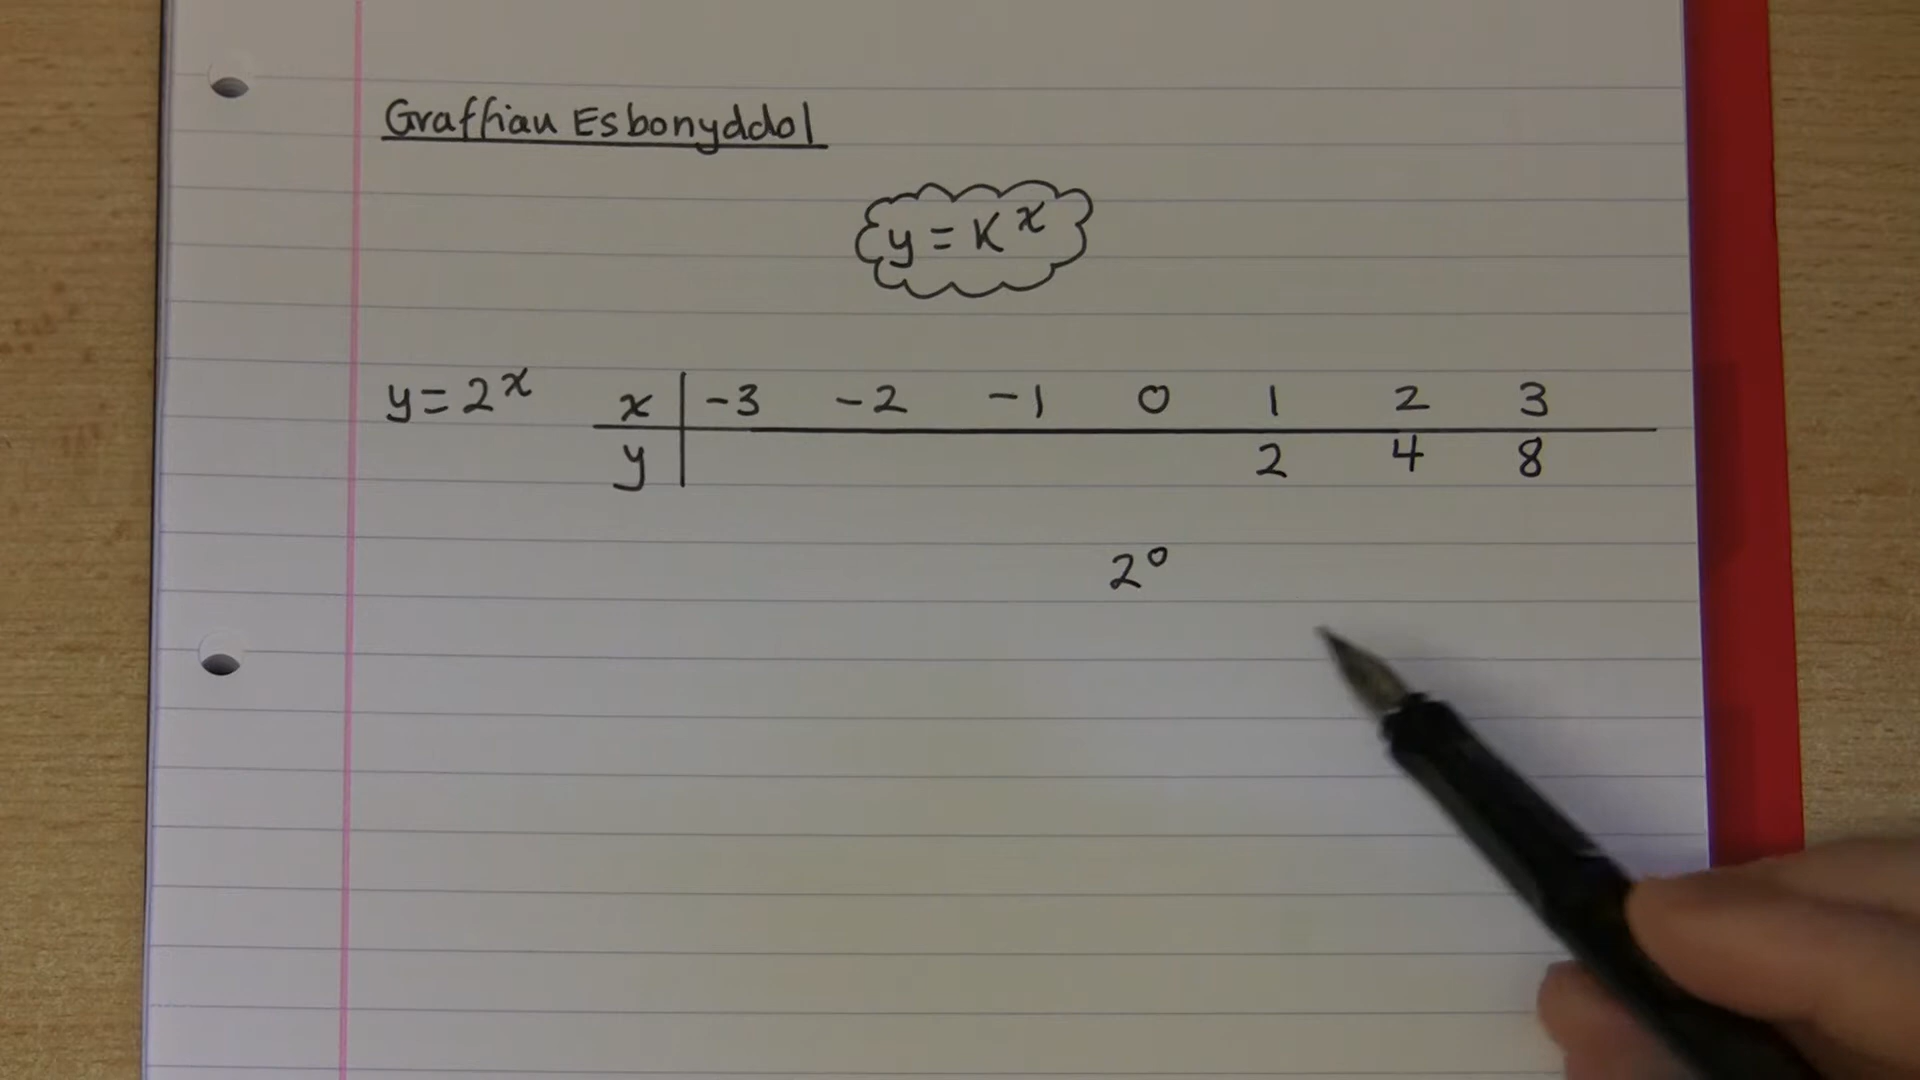 Graffiau Esbonyddol
y = K^x
y = 2^x x -3 -2 -1 0 1 2 3
y 2 4 8
2^0